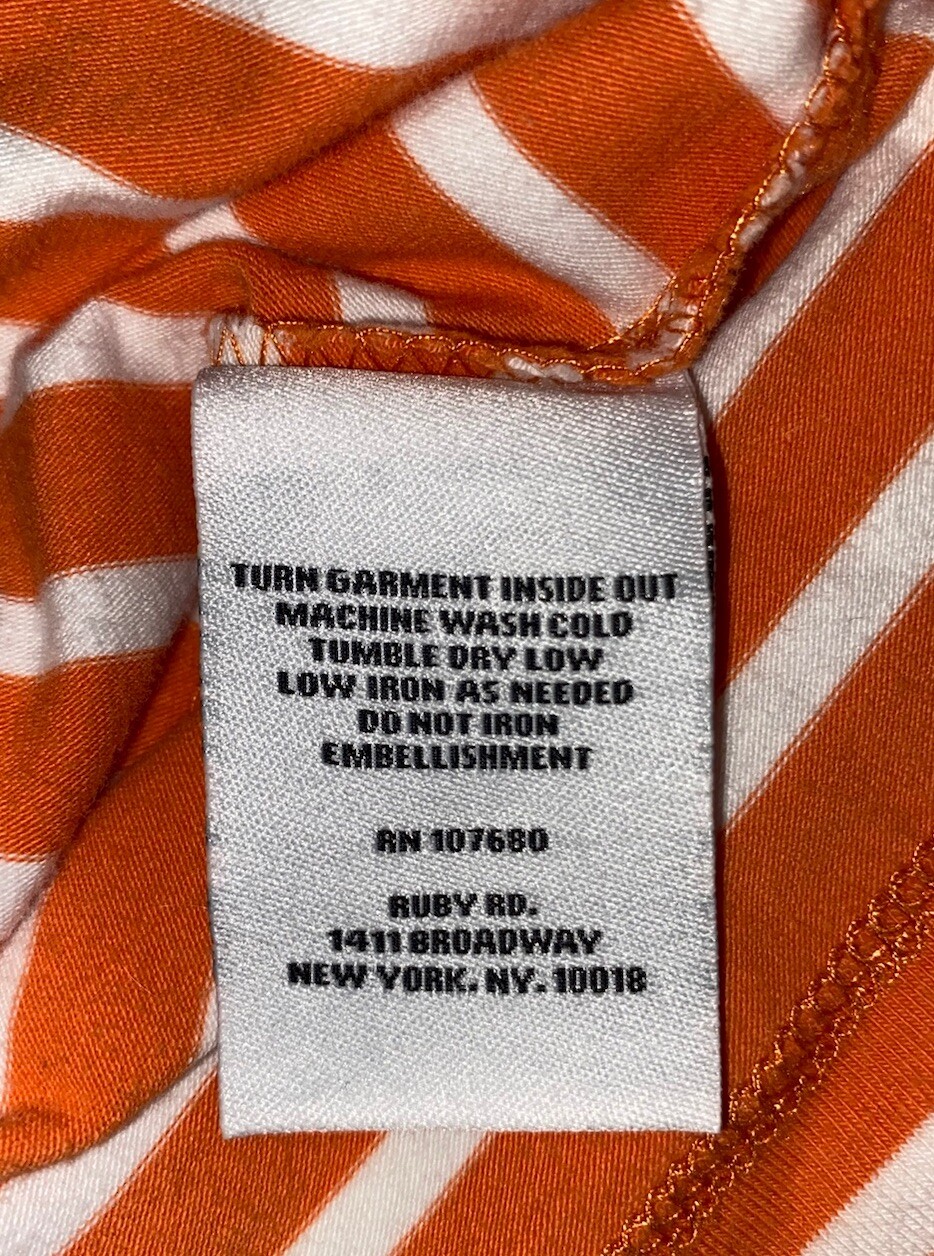 TURN GARMENT INSIDE OUT
MACHINE WASH COLD
TUMBLE DRY LOW
LOW IRON AS NEEDED
DO NOT IRON
EMBELLISHMENT
RN 107680
RUBY RD.
1411 BROADWAY
NEW YORK, NY. 10018